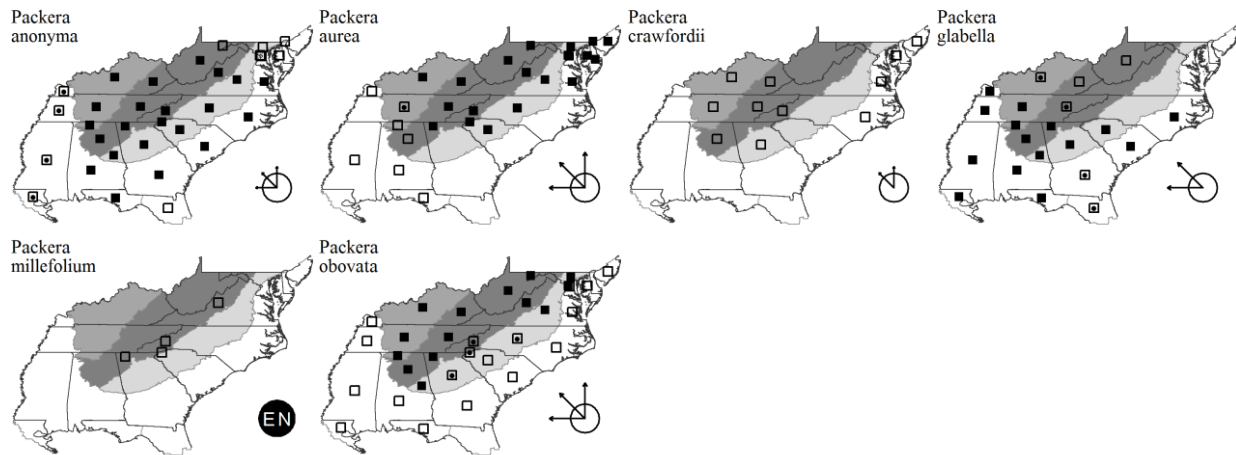 Packera
anonyma
Packera
aurea
Packera
crawfordii
Packera
glabella
Packera
millefolium
EN
Packera
obovata